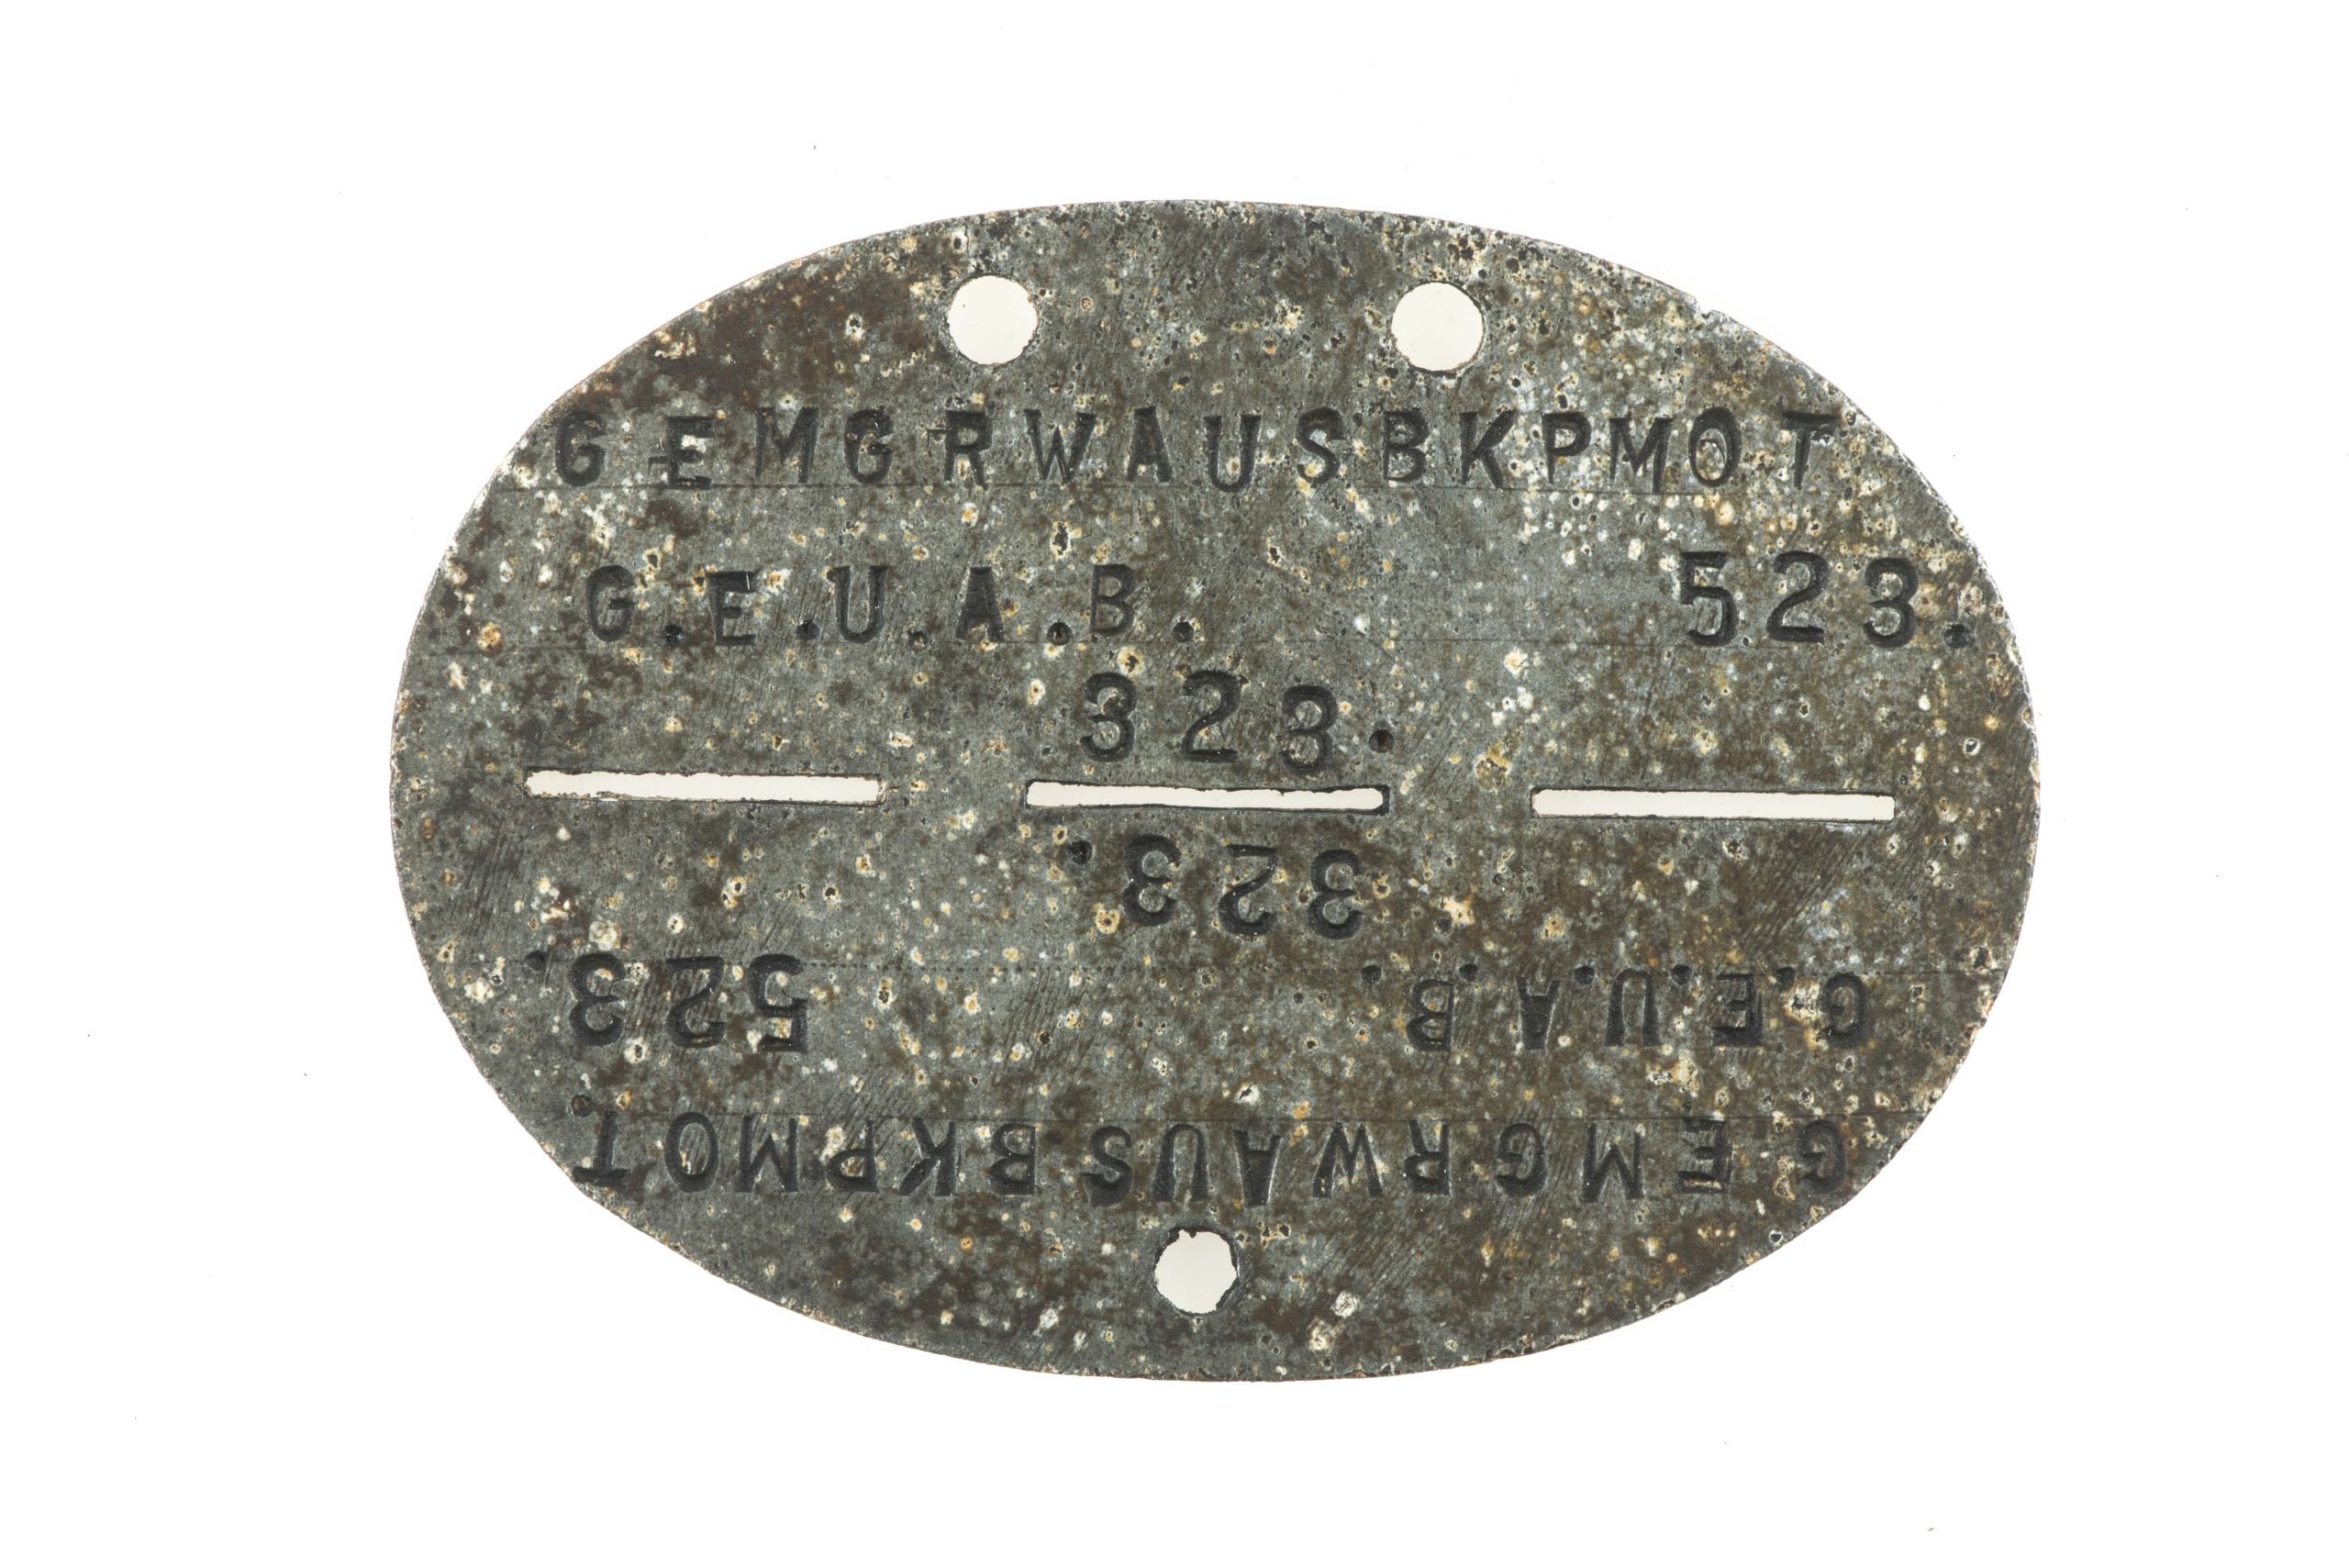 GEMGRWAUSBKPMOT
G.E.U.A.B. 523.
323.
323.
G.E.U.A.B. 523.
GEMGRWAUSBKPMOT.